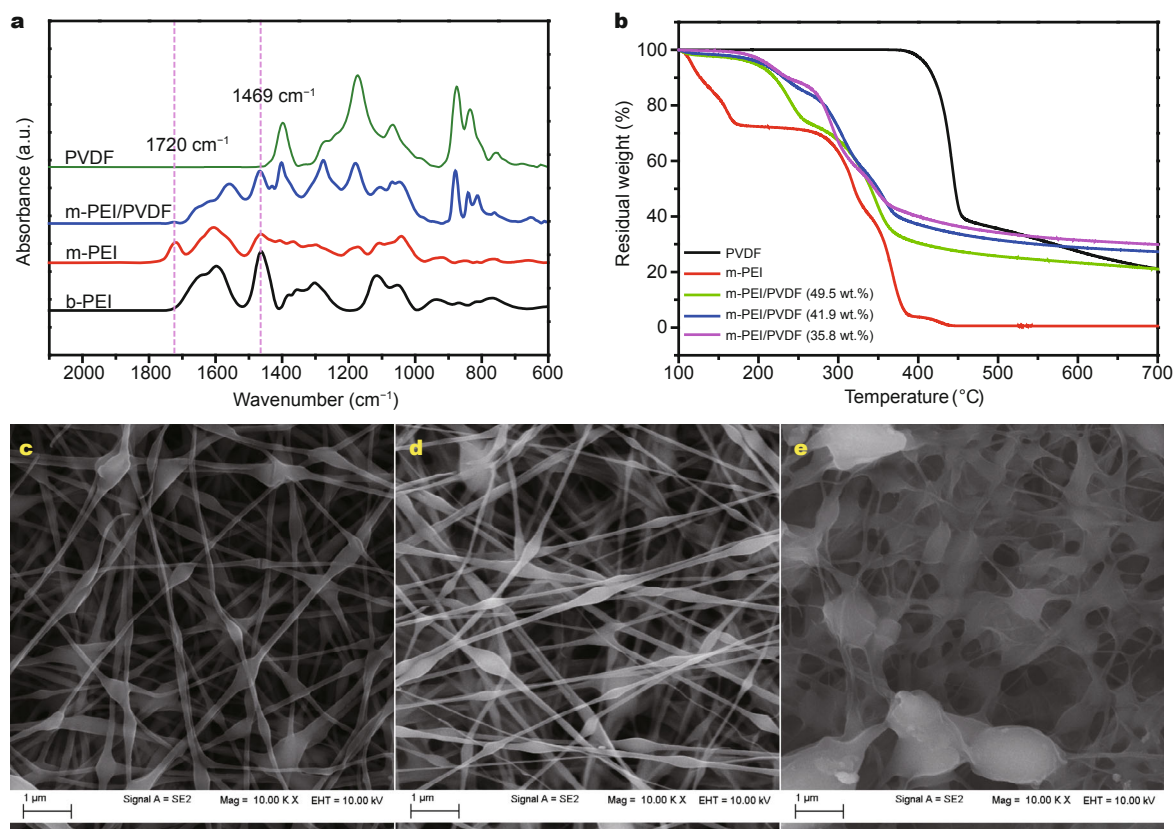 a
1469 cm⁻¹
1720 cm⁻¹
PVDF
m-PEI/PVDF
m-PEI
b-PEI
Absorbance (a.u.)
2000 1800 1600 1400 1200 1000 800 600
Wavenumber (cm⁻¹)
b
100
80
60
40
20
0
Residual weight (%)
PVDF
m-PEI
m-PEI/PVDF (49.5 wt.%)
m-PEI/PVDF (41.9 wt.%)
m-PEI/PVDF (35.8 wt.%)
100 200 300 400 500 600 700
Temperature (°C)
c
1 µm Signal A = SE2 Mag = 10.00 K X EHT = 10.00 kV
d
1 µm Signal A = SE2 Mag = 10.00 K X EHT = 10.00 kV
e
1 µm Signal A = SE2 Mag = 10.00 K X EHT = 10.00 kV